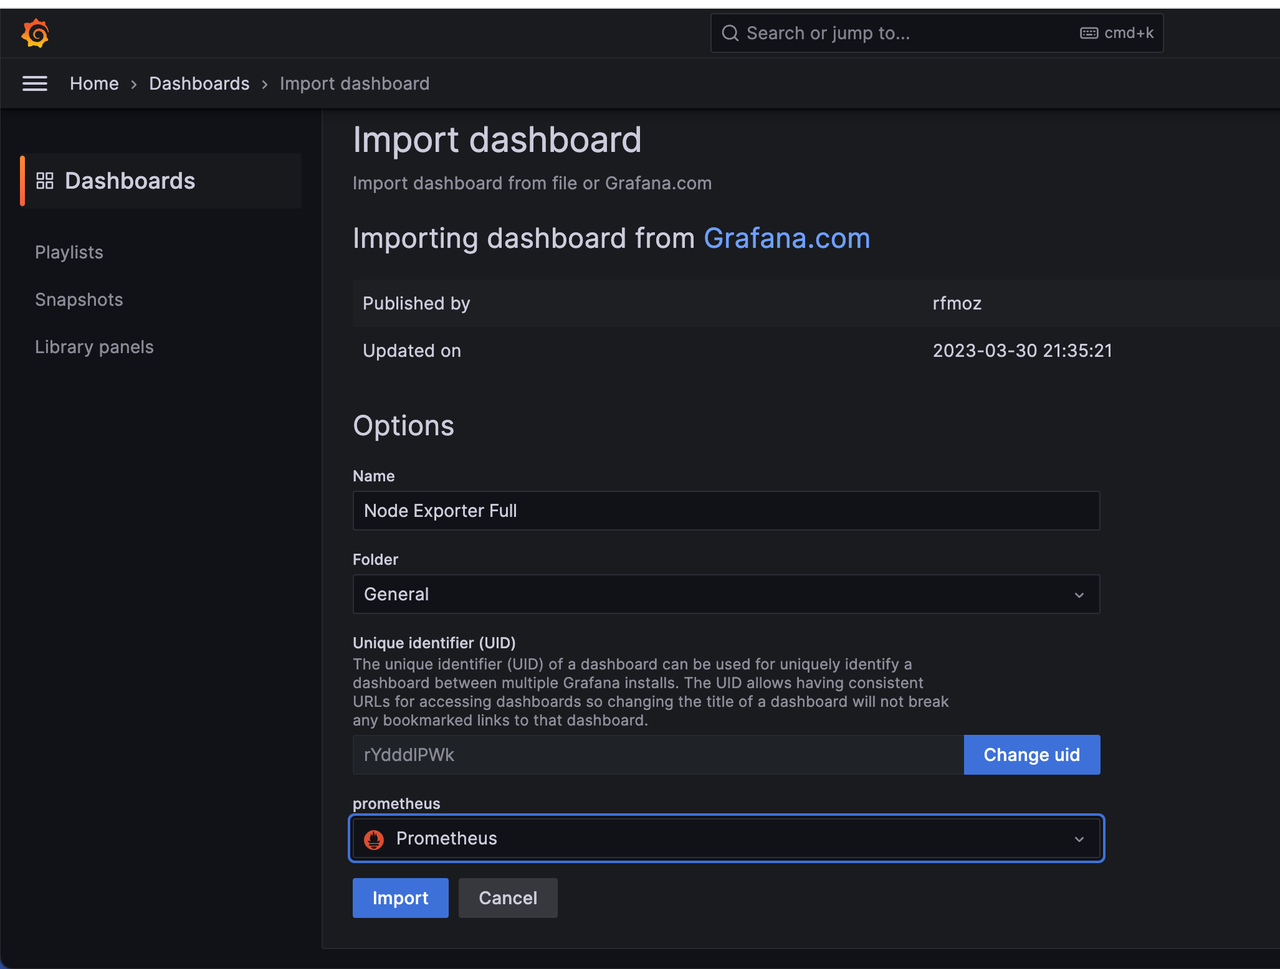 Search or jump to... cmd+k
Home › Dashboards › Import dashboard
Dashboards
Playlists
Snapshots
Library panels
Import dashboard
Import dashboard from file or Grafana.com
Importing dashboard from Grafana.com
Published by rfmoz
Updated on 2023-03-30 21:35:21
Options
Name
Node Exporter Full
Folder
General
Unique identifier (UID)
The unique identifier (UID) of a dashboard can be used for uniquely identify a
dashboard between multiple Grafana installs. The UID allows having consistent
URLs for accessing dashboards so changing the title of a dashboard will not break
any bookmarked links to that dashboard.
rYdddlPWk Change uid
prometheus
Prometheus
Import Cancel